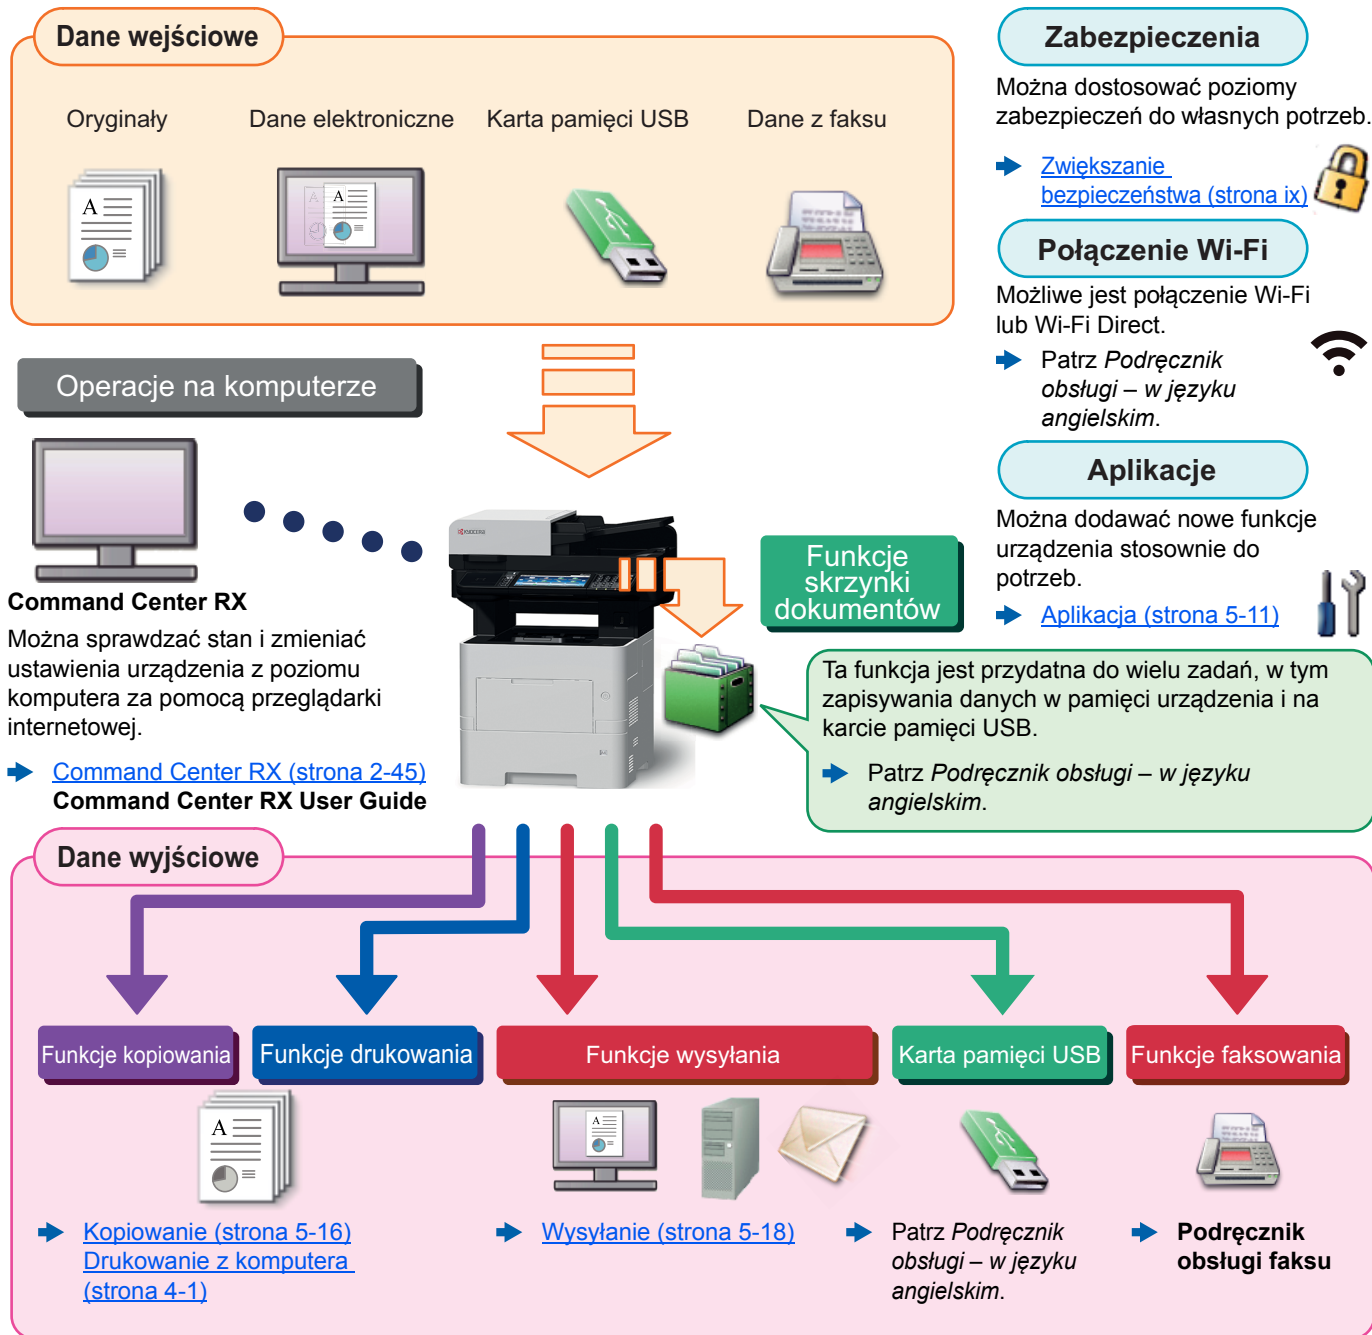 Dane wejściowe
Oryginały
Dane elektroniczne
Karta pamięci USB
Dane z faksu
Zabezpieczenia
Można dostosować poziomy
zabezpieczeń do własnych potrzeb.
Zwiększanie
bezpieczeństwa (strona ix)
Połączenie Wi-Fi
Możliwe jest połączenie Wi-Fi
lub Wi-Fi Direct.
Patrz Podręcznik
obsługi – w języku
angielskim.
Aplikacje
Można dodawać nowe funkcje
urządzenia stosownie do
potrzeb.
Aplikacja (strona 5-11)
Operacje na komputerze
Command Center RX
Można sprawdzać stan i zmieniać
ustawienia urządzenia z poziomu
komputera za pomocą przeglądarki
internetowej.
Command Center RX (strona 2-45)
Command Center RX User Guide
KYOCERA
Funkcje
skrzynki
dokumentów
Ta funkcja jest przydatna do wielu zadań, w tym
zapisywania danych w pamięci urządzenia i na
karcie pamięci USB.
Patrz Podręcznik obsługi – w języku
angielskim.
Dane wyjściowe
Funkcje kopiowania
Funkcje drukowania
Funkcje wysyłania
Karta pamięci USB
Funkcje faksowania
A
A
A
A
A
Kopiowanie (strona 5-16)
Drukowanie z komputera
(strona 4-1)
Wysyłanie (strona 5-18)
Patrz Podręcznik
obsługi – w języku
angielskim.
Podręcznik
obsługi faksu